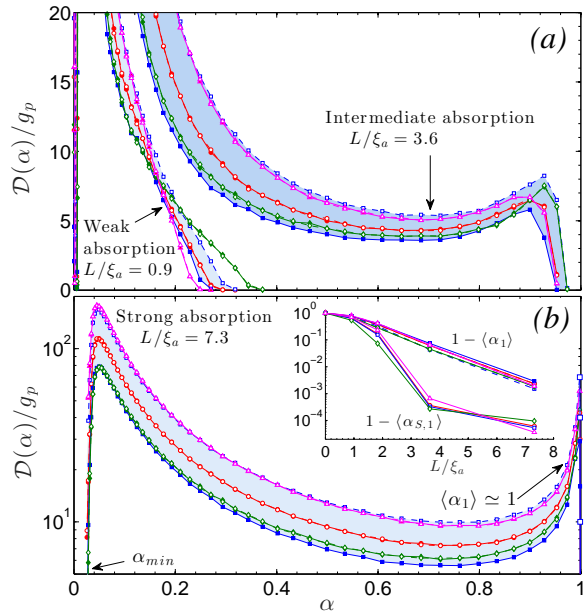 (a)
20
15
10
5
0
D(α)/g_p
Intermediate absorption
L/ξ_a = 3.6
Weak
absorption
L/ξ_a = 0.9
(b)
10^2
10^1
D(α)/g_p
Strong absorption
L/ξ_a = 7.3
10^0
10^-1
10^-2
10^-3
10^-4
1 − ⟨α_1⟩
1 − ⟨α_{S,1}⟩
0 1 2 3 4 5 6 7 8
L/ξ_a
⟨α_1⟩ ≃ 1
α_{min}
0 0.2 0.4 0.6 0.8 1
α